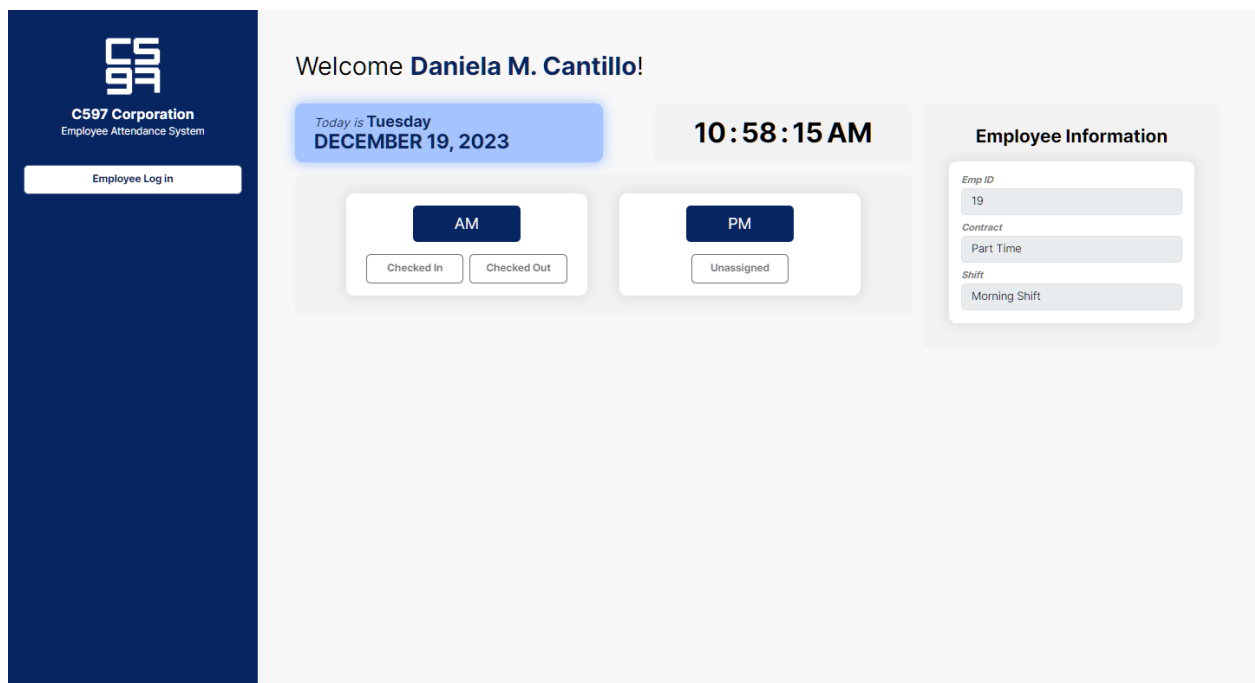 CS
97
C597 Corporation
Employee Attendance System
Employee Log in
Welcome Daniela M. Cantillo!
Today is Tuesday
DECEMBER 19, 2023
10:58:15 AM
AM
Checked In
Checked Out
PM
Unassigned
Employee Information
Emp ID
19
Contract
Part Time
Shift
Morning Shift